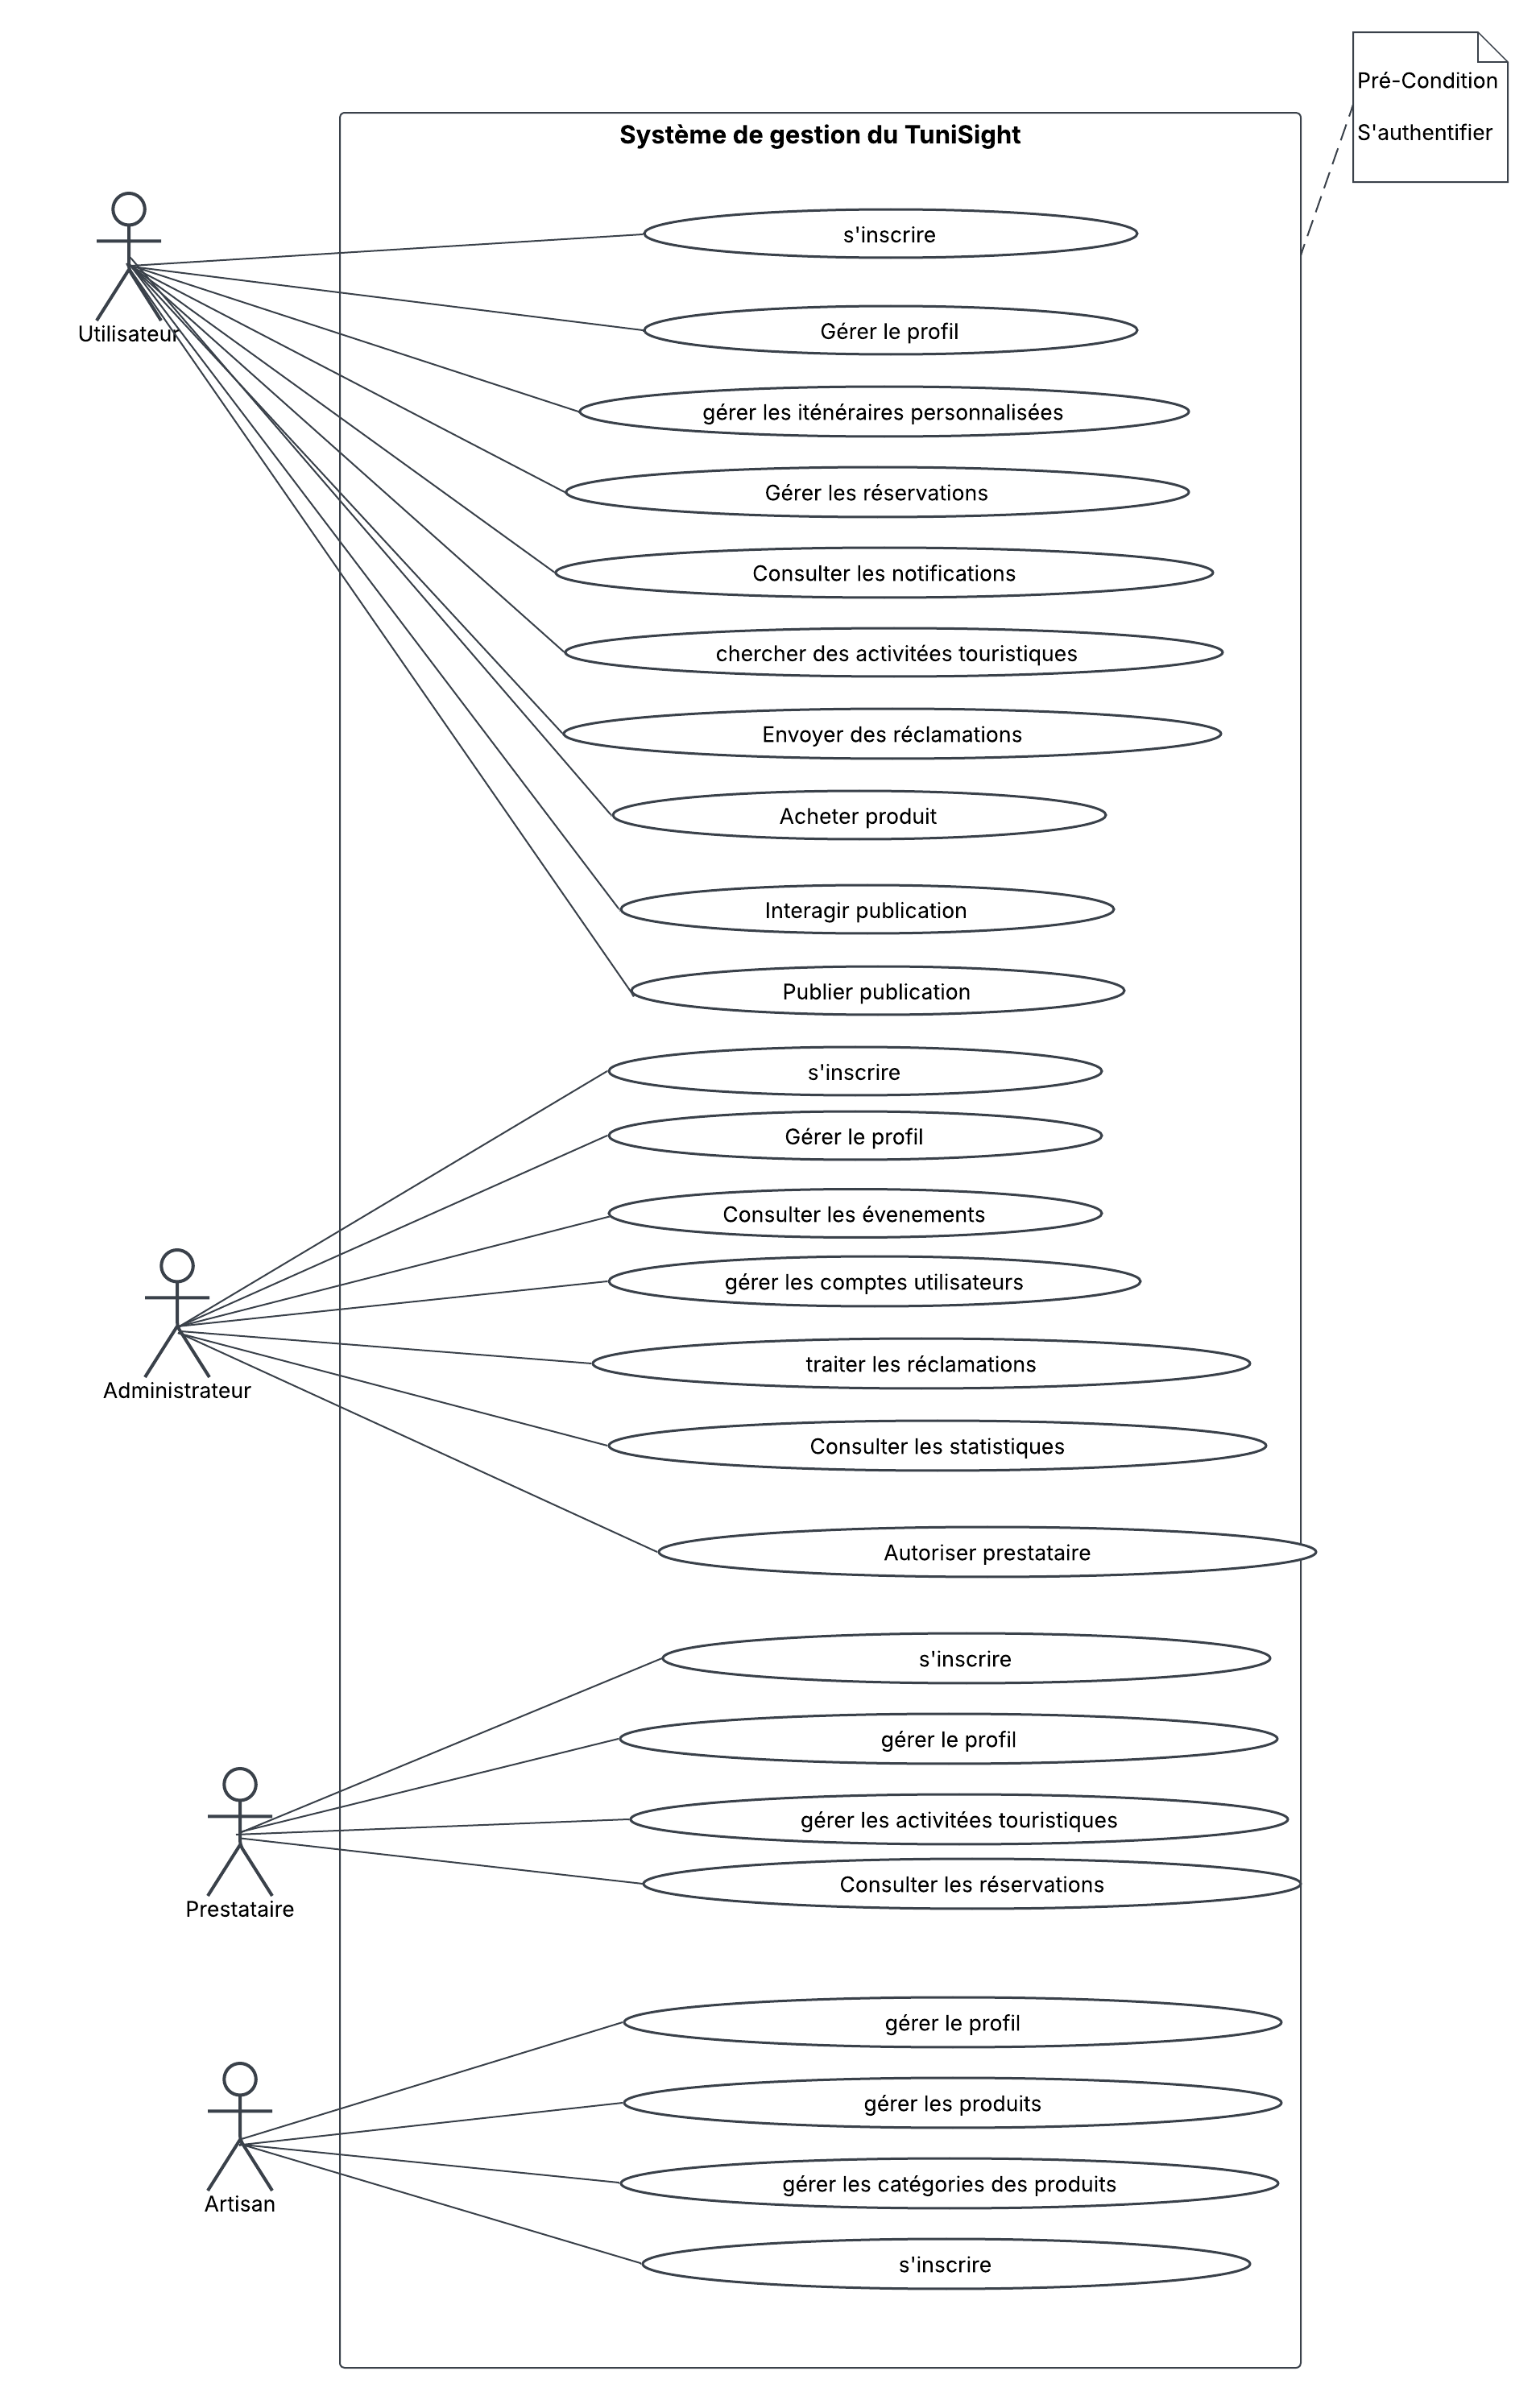 Pré-Condition
S'authentifier
Système de gestion du TuniSight
Utilisateur
s'inscrire
Gérer le profil
gérer les iténéraires personnalisées
Gérer les réservations
Consulter les notifications
chercher des activitées touristiques
Envoyer des réclamations
Acheter produit
Interagir publication
Publier publication
s'inscrire
Gérer le profil
Consulter les évenements
gérer les comptes utilisateurs
traiter les réclamations
Administrateur
Consulter les statistiques
Autoriser prestataire
s'inscrire
gérer le profil
gérer les activitées touristiques
Consulter les réservations
Prestataire
gérer le profil
gérer les produits
gérer les catégories des produits
Artisan
s'inscrire